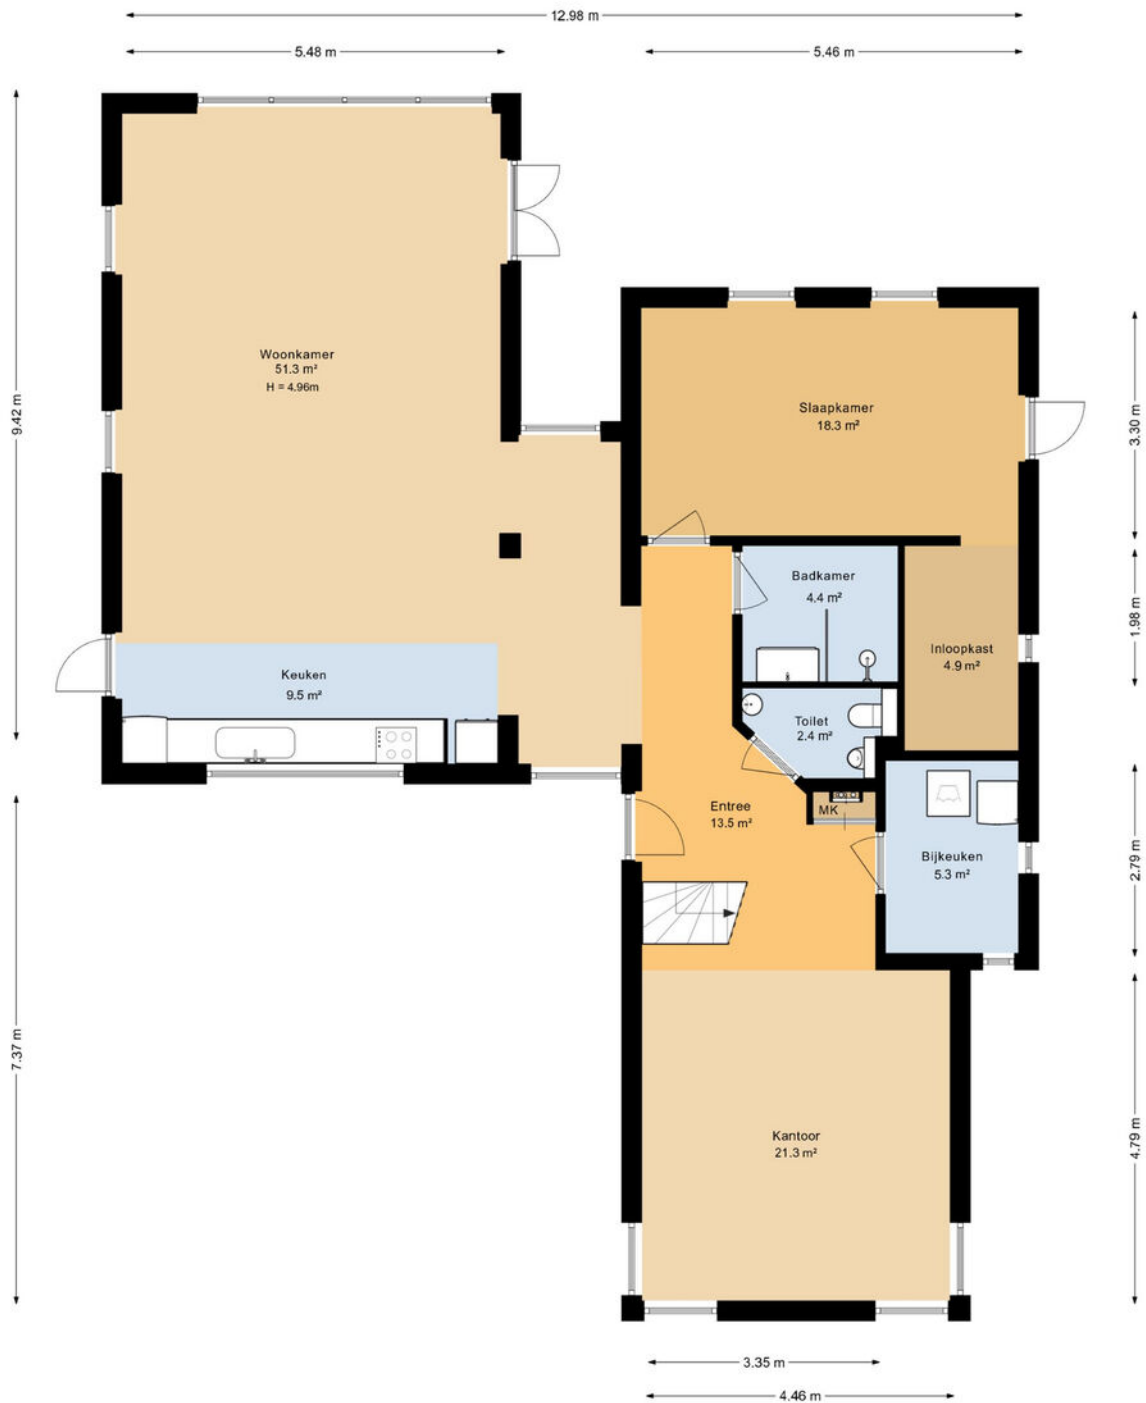 12.98 m
5.48 m
5.46 m
Woonkamer
51.3 m²
H = 4.96m
9.42 m
Slaapkamer
18.3 m²
3.30 m
Badkamer
4.4 m²
1.98 m
Inloopkast
4.9 m²
Keuken
9.5 m²
Toilet
2.4 m²
Entree
13.5 m²
MK
Bijkeuken
5.3 m²
2.79 m
7.37 m
Kantoor
21.3 m²
4.79 m
3.35 m
4.46 m